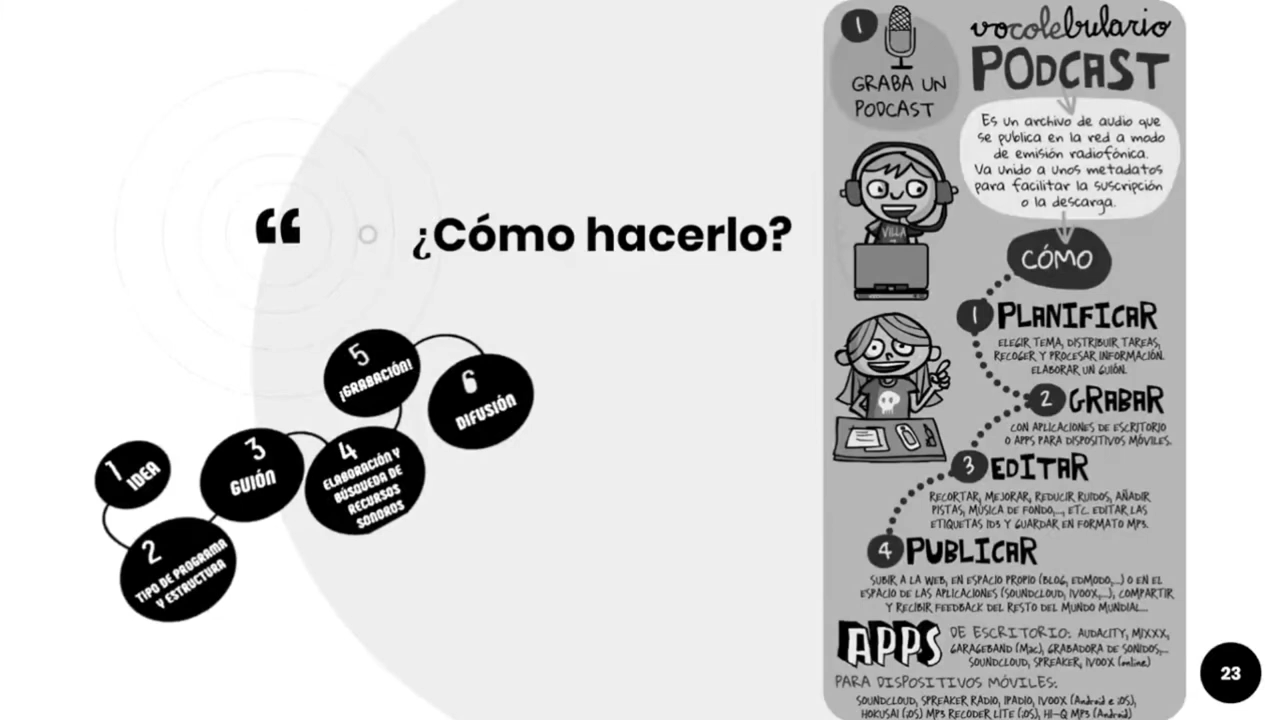 “
¿Cómo hacerlo?
1
IDEA
2
TIPO DE PROGRAMA
Y ESTRUCTURA
3
GUIÓN
4
ELABORACIÓN Y
BÚSQUEDA DE
RECURSOS
SONOROS
5
¡GRABACIÓN!
6
DIFUSIÓN
1
GRABA UN
PODCAST
vocolebulario
PODCAST
Es un archivo de audio que
se publica en la red a modo
de emisión radiofónica.
Va unido a unos metadatos
para facilitar la suscripción
o la descarga.
VILLA
CÓMO
1 PLANIFICAR
ELEGIR TEMA, DISTRIBUIR TAREAS,
RECOGER Y PROCESAR INFORMACIÓN.
ELABORAR UN GUIÓN.
2 GRABAR
CON APLICACIONES DE ESCRITORIO
O APPS PARA DISPOSITIVOS MÓVILES.
3 EDITAR
RECORTAR, MEJORAR, REDUCIR RUIDOS, AÑADIR
PISTAS, MÚSICA DE FONDO,..., ETC. EDITAR LAS
ETIQUETAS ID3 Y GUARDAR EN FORMATO MP3.
4 PUBLICAR
SUBIR A LA WEB, EN ESPACIO PROPIO (BLOG, EDMODO,...) O EN EL
ESPACIO DE LAS APLICACIONES (SOUNDCLOUD, IVOOX,...), COMPARTIR
Y RECIBIR FEEDBACK DEL RESTO DEL MUNDO MUNDIAL...
APPS DE ESCRITORIO: AUDACITY, MIXXX,
GARAGEBAND (Mac), GRABADORA DE SONIDOS,...
SOUNDCLOUD, SPREAKER, IVOOX (online)
PARA DISPOSITIVOS MÓVILES:
SOUNDCLOUD, SPREAKER RADIO, IPADIO, IVOOX (Android e iOS),
HOKUSAI (iOS) MP3 RECODER LITE (iOS), HI-Q MP3 (Android)
23